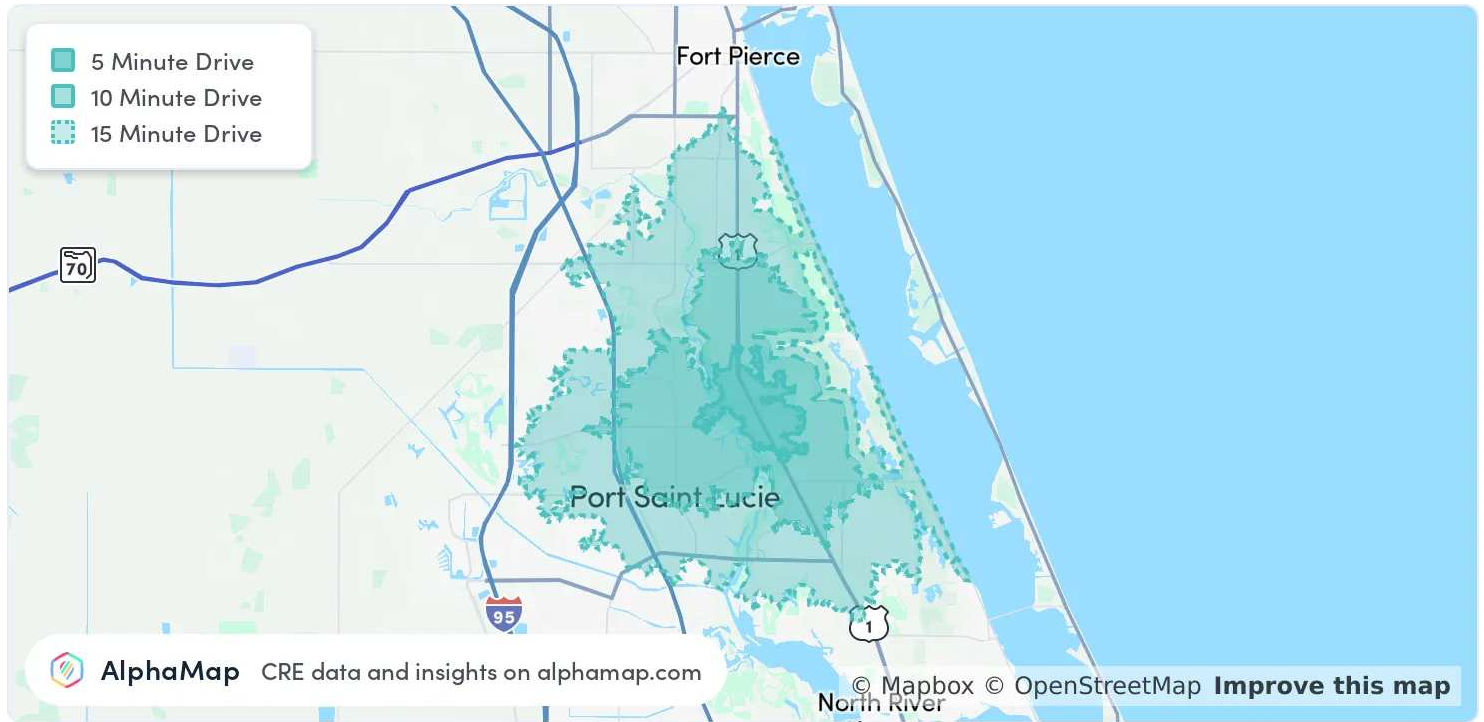 Fort Pierce
5 Minute Drive
10 Minute Drive
15 Minute Drive
1
70
Port Saint Lucie
95
1
AlphaMap CRE data and insights on alphamap.com
© Mapbox © OpenStreetMap Improve this map
North River